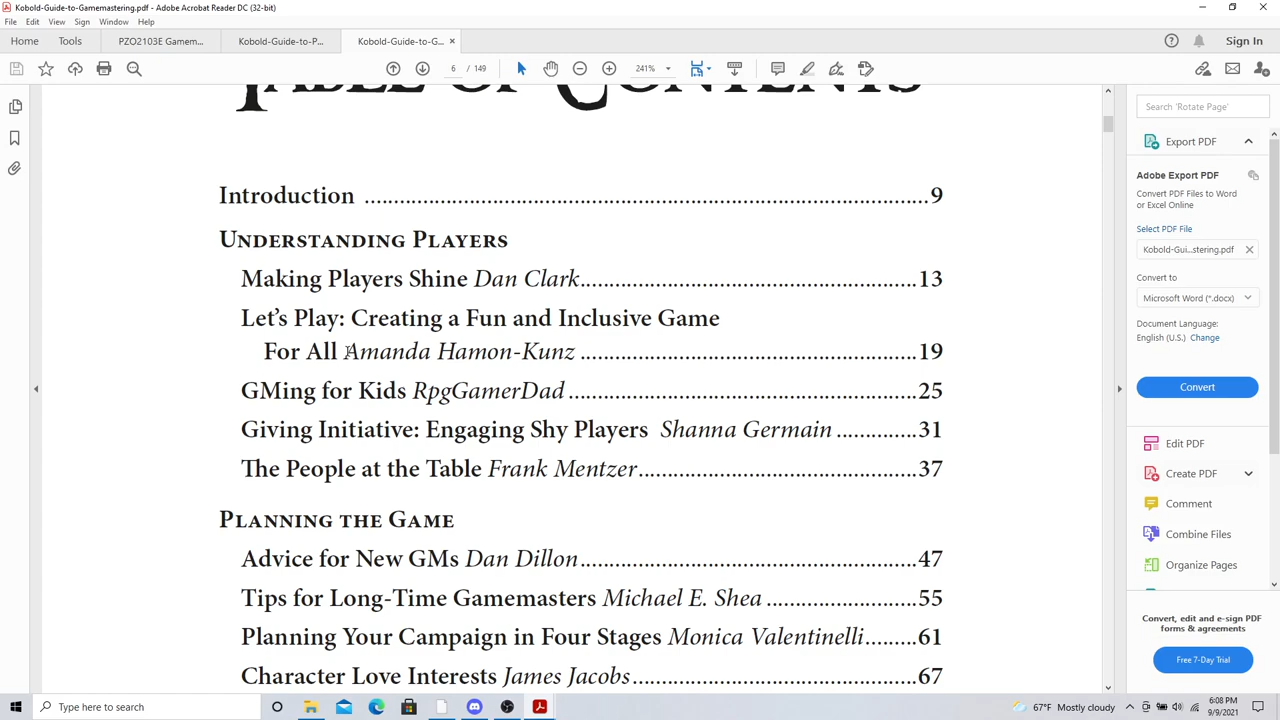 Kobold-Guide-to-Gamemastering.pdf - Adobe Acrobat Reader DC (32-bit)
File Edit View Sign Window Help
Home Tools PZO2103E Gamem... Kobold-Guide-to-P... Kobold-Guide-to-G... Sign In
6 / 149 241%
Table of Contents
Search 'Rotate Page'
Export PDF
Adobe Export PDF
Convert PDF Files to Word
or Excel Online
Select PDF File
Kobold-Gui...stering.pdf
Convert to
Microsoft Word (*.docx)
Document Language:
English (U.S.) Change
Convert
Edit PDF
Create PDF
Comment
Combine Files
Organize Pages
Convert, edit and e-sign PDF
forms & agreements
Free 7-Day Trial
Introduction ........ 9
Understanding Players
Making Players Shine Dan Clark........ 13
Let's Play: Creating a Fun and Inclusive Game
For All Amanda Hamon-Kunz ........ 19
GMing for Kids RpgGamerDad ........ 25
Giving Initiative: Engaging Shy Players Shanna Germain ........ 31
The People at the Table Frank Mentzer........ 37
Planning the Game
Advice for New GMs Dan Dillon........ 47
Tips for Long-Time Gamemasters Michael E. Shea ........ 55
Planning Your Campaign in Four Stages Monica Valentinelli........ 61
Character Love Interests James Jacobs........ 67
Type here to search
67°F Mostly cloudy
6:08 PM
9/9/2021